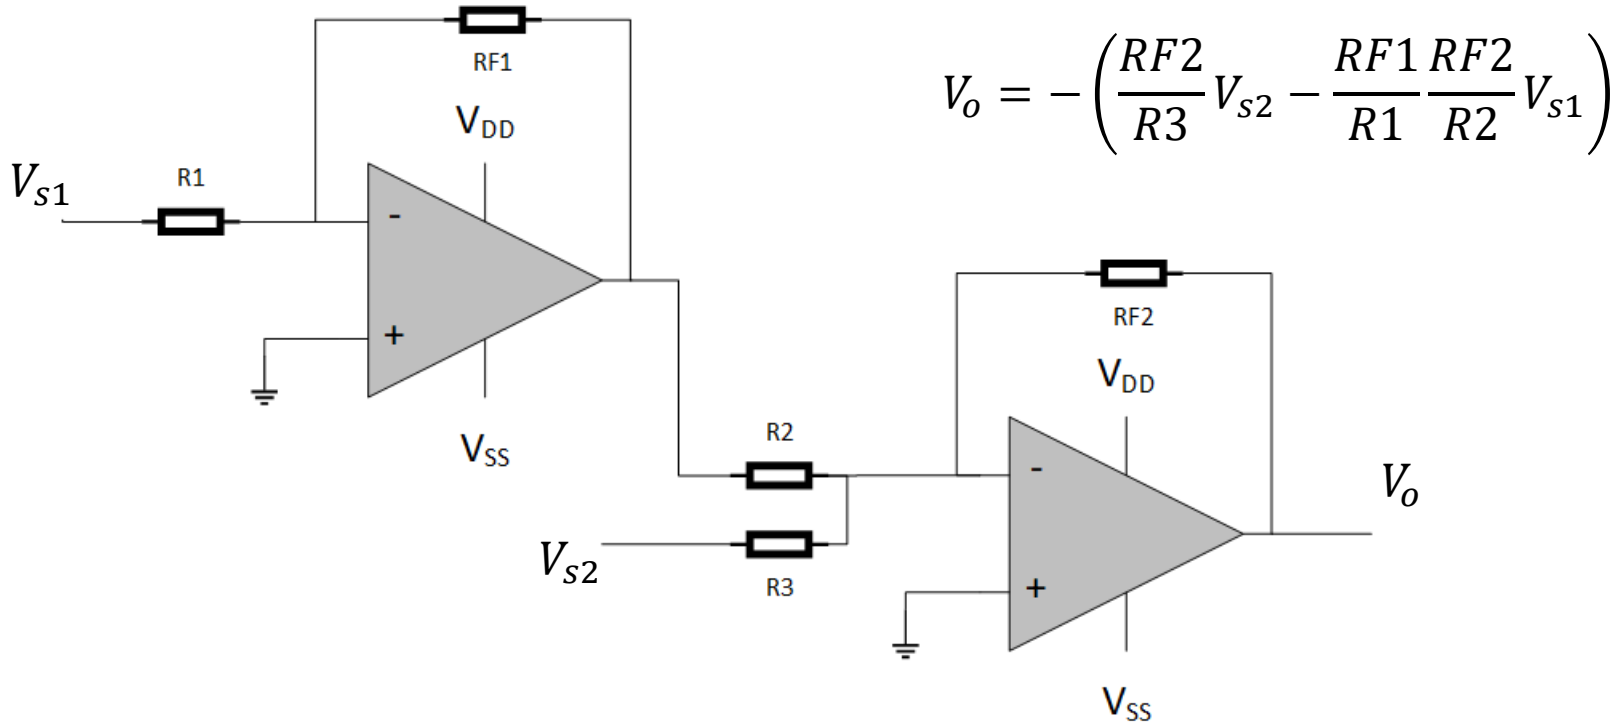 RF1
V_o = -(RF2/R3 V_s2 - RF1/R1 RF2/R2 V_s1)
V_DD
V_s1
R1
-
+
RF2
V_DD
V_SS
R2
-
V_o
V_s2
R3
+
V_SS